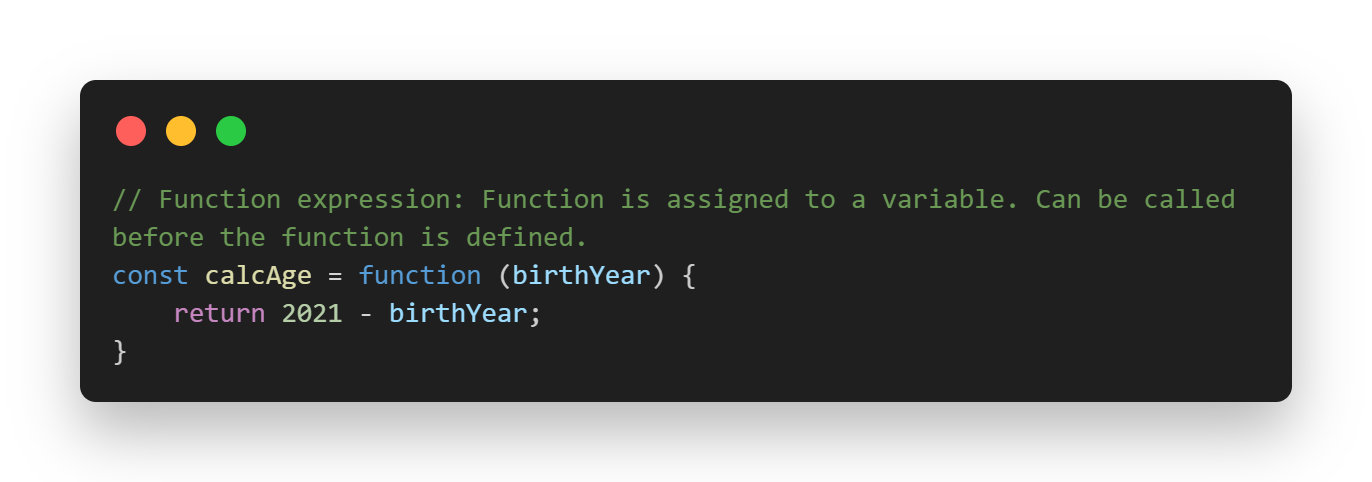 // Function expression: Function is assigned to a variable. Can be called
before the function is defined.
const calcAge = function (birthYear) {
    return 2021 - birthYear;
}